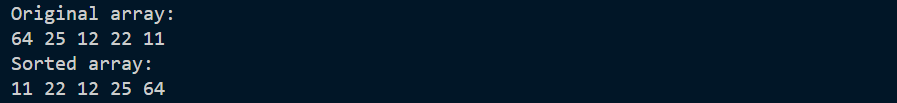 Original array:
64 25 12 22 11
Sorted array:
11 22 12 25 64